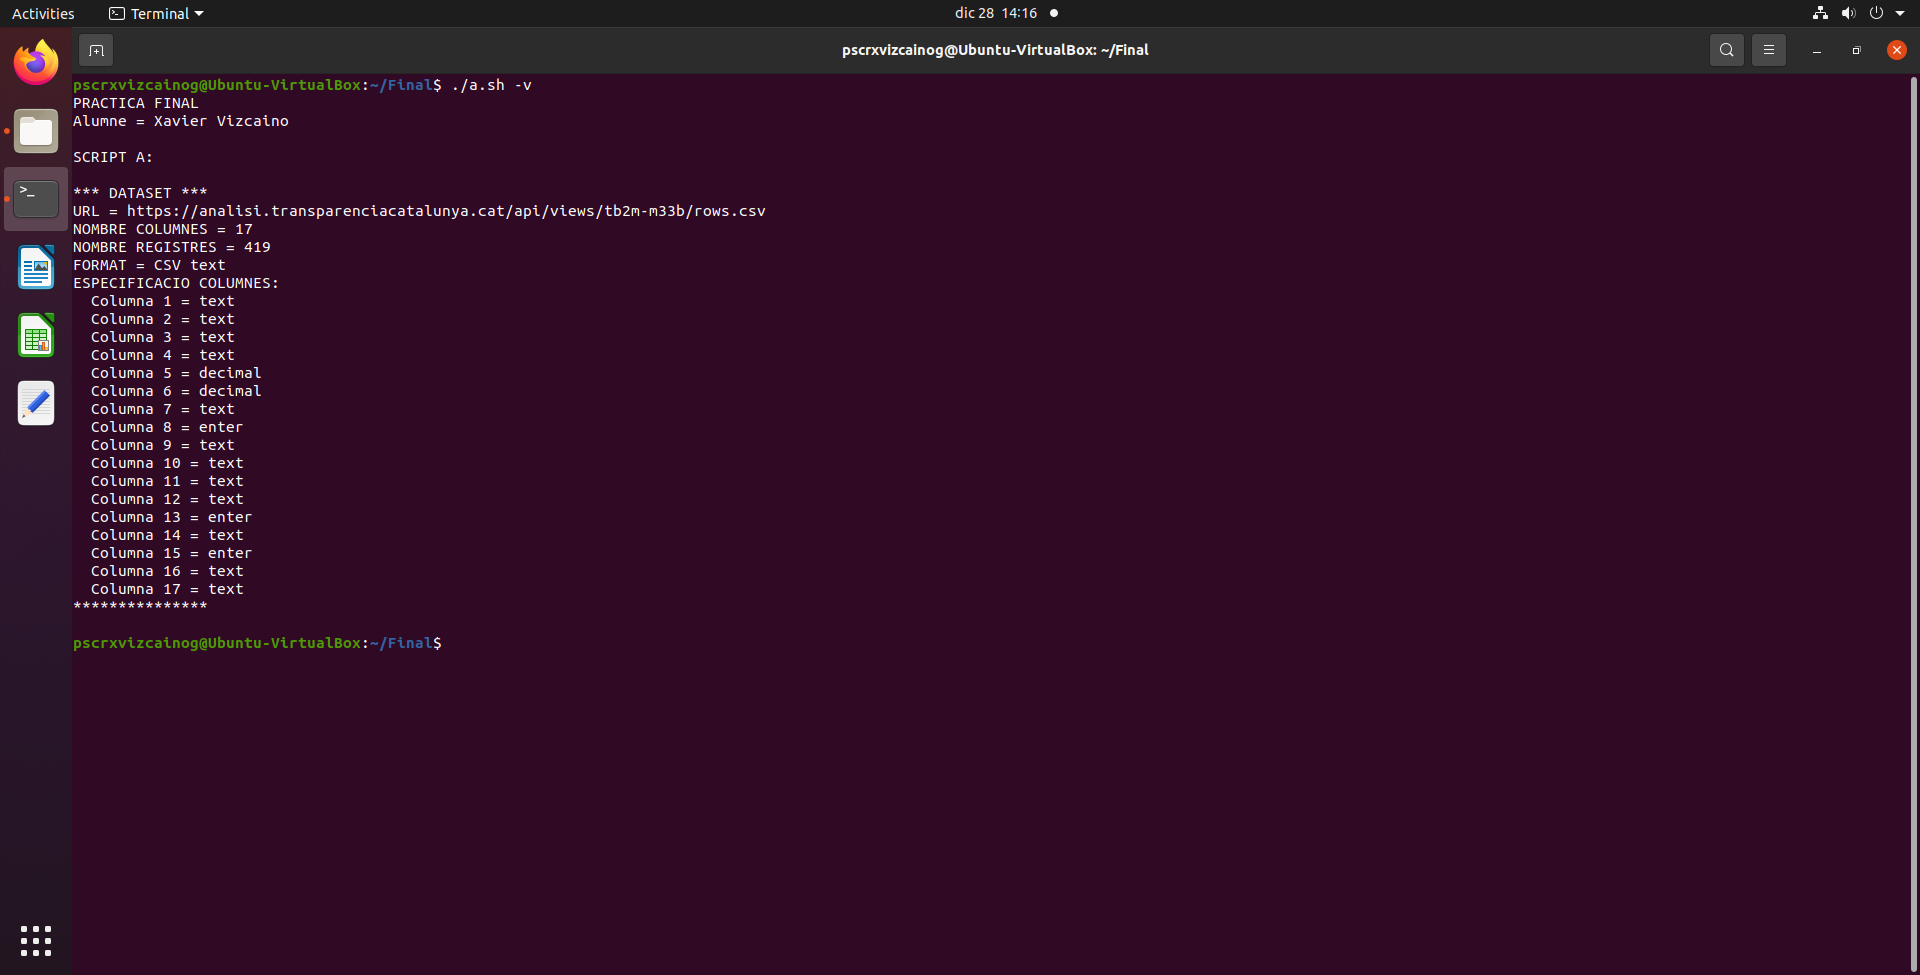 Activities
Terminal
dic 28 14:16
pscrxvizcainog@Ubuntu-VirtualBox: ~/Final
pscrxvizcainog@Ubuntu-VirtualBox:~/Final$ ./a.sh -v
PRACTICA FINAL
Alumne = Xavier Vizcaino
SCRIPT A:
*** DATASET ***
URL = https://analisi.transparenciacatalunya.cat/api/views/tb2m-m33b/rows.csv
NOMBRE COLUMNES = 17
NOMBRE REGISTRES = 419
FORMAT = CSV text
ESPECIFICACIO COLUMNES:
Columna 1 = text
Columna 2 = text
Columna 3 = text
Columna 4 = text
Columna 5 = decimal
Columna 6 = decimal
Columna 7 = text
Columna 8 = enter
Columna 9 = text
Columna 10 = text
Columna 11 = text
Columna 12 = text
Columna 13 = enter
Columna 14 = text
Columna 15 = enter
Columna 16 = text
Columna 17 = text
***************
pscrxvizcainog@Ubuntu-VirtualBox:~/Final$